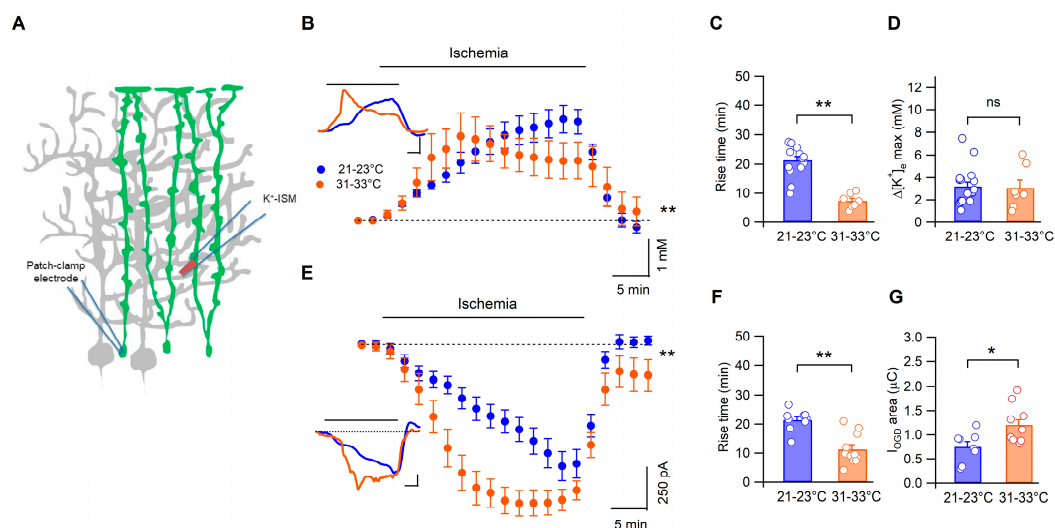 A
K⁺-ISM
Patch-clamp
electrode
B
Ischemia
21-23°C
31-33°C
**
1 mM
5 min
C
Rise time (min)
50
40
30
20
10
0
**
21-23°C 31-33°C
D
Δ[K⁺]e max (mM)
12
10
8
6
4
2
0
ns
21-23°C 31-33°C
E
Ischemia
**
250 pA
5 min
F
Rise time (min)
50
40
30
20
10
0
**
21-23°C 31-33°C
G
IOGD area (µC)
3.0
2.5
2.0
1.5
1.0
0.5
0
*
21-23°C 31-33°C